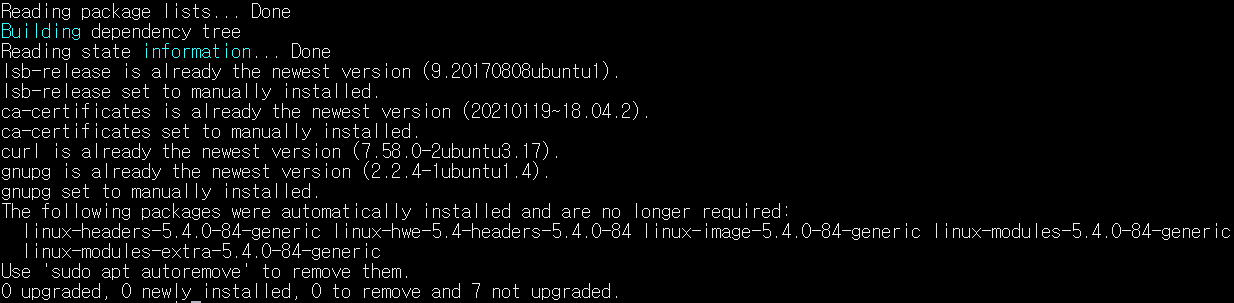 Reading package lists... Done
Building dependency tree
Reading state information... Done
lsb-release is already the newest version (9.20170808ubuntu1).
lsb-release set to manually installed.
ca-certificates is already the newest version (20210119~18.04.2).
ca-certificates set to manually installed.
curl is already the newest version (7.58.0-2ubuntu3.17).
gnupg is already the newest version (2.2.4-1ubuntu1.4).
gnupg set to manually installed.
The following packages were automatically installed and are no longer required:
  linux-headers-5.4.0-84-generic linux-hwe-5.4-headers-5.4.0-84 linux-image-5.4.0-84-generic linux-modules-5.4.0-84-generic
  linux-modules-extra-5.4.0-84-generic
Use 'sudo apt autoremove' to remove them.
0 upgraded, 0 newly installed, 0 to remove and 7 not upgraded.